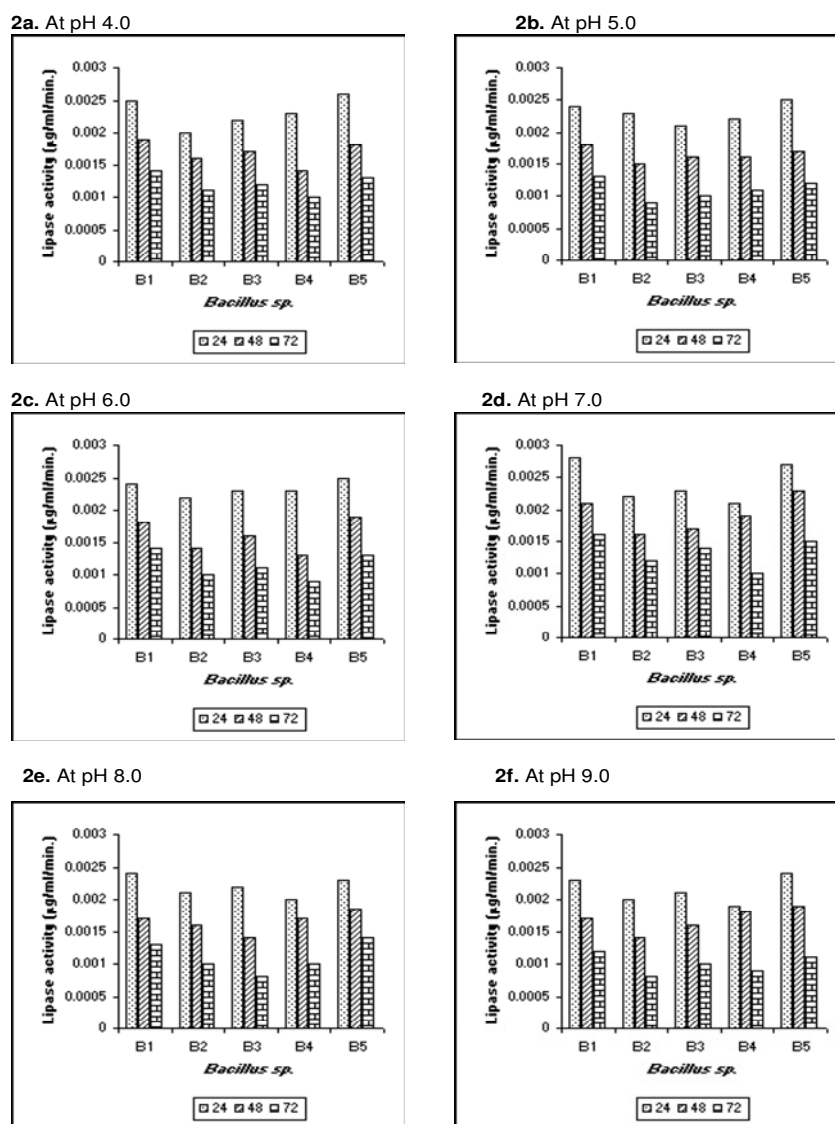 2a. At pH 4.0
Lipase activity (µg/ml/min.)
0.003
0.0025
0.002
0.0015
0.001
0.0005
0
B1 B2 B3 B4 B5
Bacillus sp.
24 48 72
2b. At pH 5.0
Lipase activity (µg/ml/min.)
0.003
0.0025
0.002
0.0015
0.001
0.0005
0
B1 B2 B3 B4 B5
Bacillus sp.
24 48 72
2c. At pH 6.0
Lipase activity (µg/ml/min.)
0.003
0.0025
0.002
0.0015
0.001
0.0005
0
B1 B2 B3 B4 B5
Bacillus sp.
24 48 72
2d. At pH 7.0
Lipase activity (µg/ml/min.)
0.003
0.0025
0.002
0.0015
0.001
0.0005
0
B1 B2 B3 B4 B5
Bacillus sp.
24 48 72
2e. At pH 8.0
Lipase activity (µg/ml/min.)
0.003
0.0025
0.002
0.0015
0.001
0.0005
0
B1 B2 B3 B4 B5
Bacillus sp.
24 48 72
2f. At pH 9.0
Lipase activity (µg/ml/min.)
0.003
0.0025
0.002
0.0015
0.001
0.0005
0
B1 B2 B3 B4 B5
Bacillus sp.
24 48 72